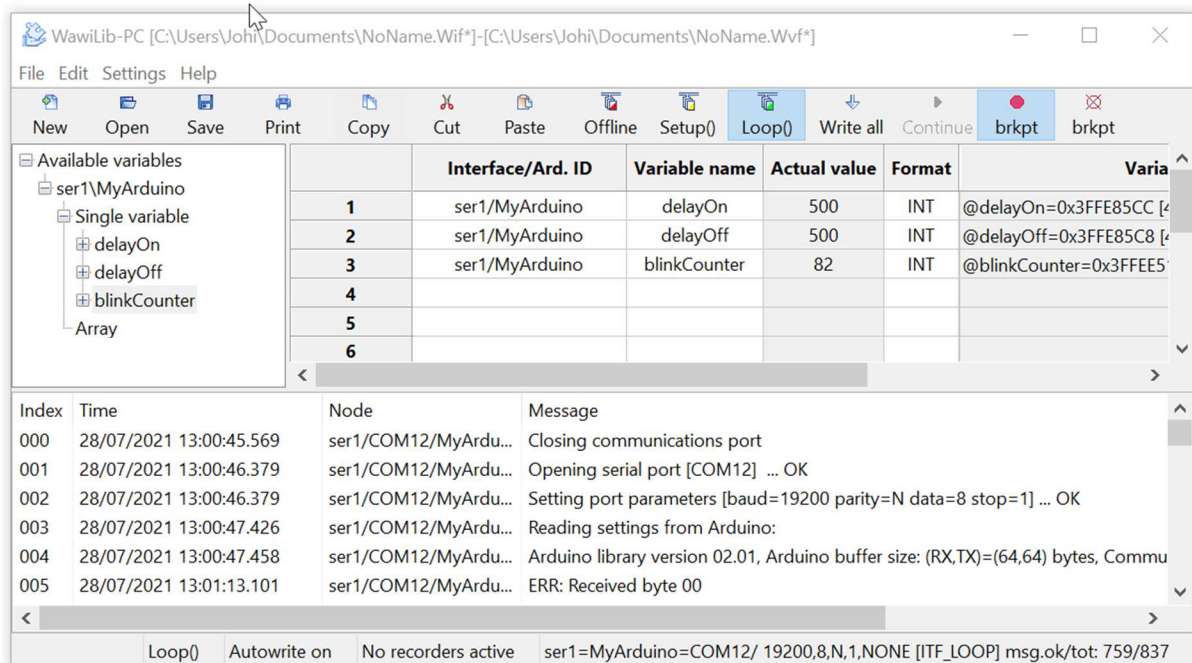 WawiLib-PC [C:\Users\Johi\Documents\NoName.Wif*]-[C:\Users\Johi\Documents\NoName.Wvf*]
File Edit Settings Help
New Open Save Print Copy Cut Paste Offline Setup() Loop() Write all Continue brkpt brkpt
Available variables
ser1\MyArduino
Single variable
delayOn
delayOff
blinkCounter
Array
Interface/Ard. ID Variable name Actual value Format Varia
1 ser1/MyArduino delayOn 500 INT @delayOn=0x3FFE85CC [4
2 ser1/MyArduino delayOff 500 INT @delayOff=0x3FFE85C8 [4
3 ser1/MyArduino blinkCounter 82 INT @blinkCounter=0x3FFEE5
4
5
6
Index Time Node Message
000 28/07/2021 13:00:45.569 ser1/COM12/MyArdu... Closing communications port
001 28/07/2021 13:00:46.379 ser1/COM12/MyArdu... Opening serial port [COM12] ... OK
002 28/07/2021 13:00:46.379 ser1/COM12/MyArdu... Setting port parameters [baud=19200 parity=N data=8 stop=1] ... OK
003 28/07/2021 13:00:47.426 ser1/COM12/MyArdu... Reading settings from Arduino:
004 28/07/2021 13:00:47.458 ser1/COM12/MyArdu... Arduino library version 02.01, Arduino buffer size: (RX,TX)=(64,64) bytes, Commu
005 28/07/2021 13:01:13.101 ser1/COM12/MyArdu... ERR: Received byte 00
Loop() Autowrite on No recorders active ser1=MyArduino=COM12/ 19200,8,N,1,NONE [ITF_LOOP] msg.ok/tot: 759/837